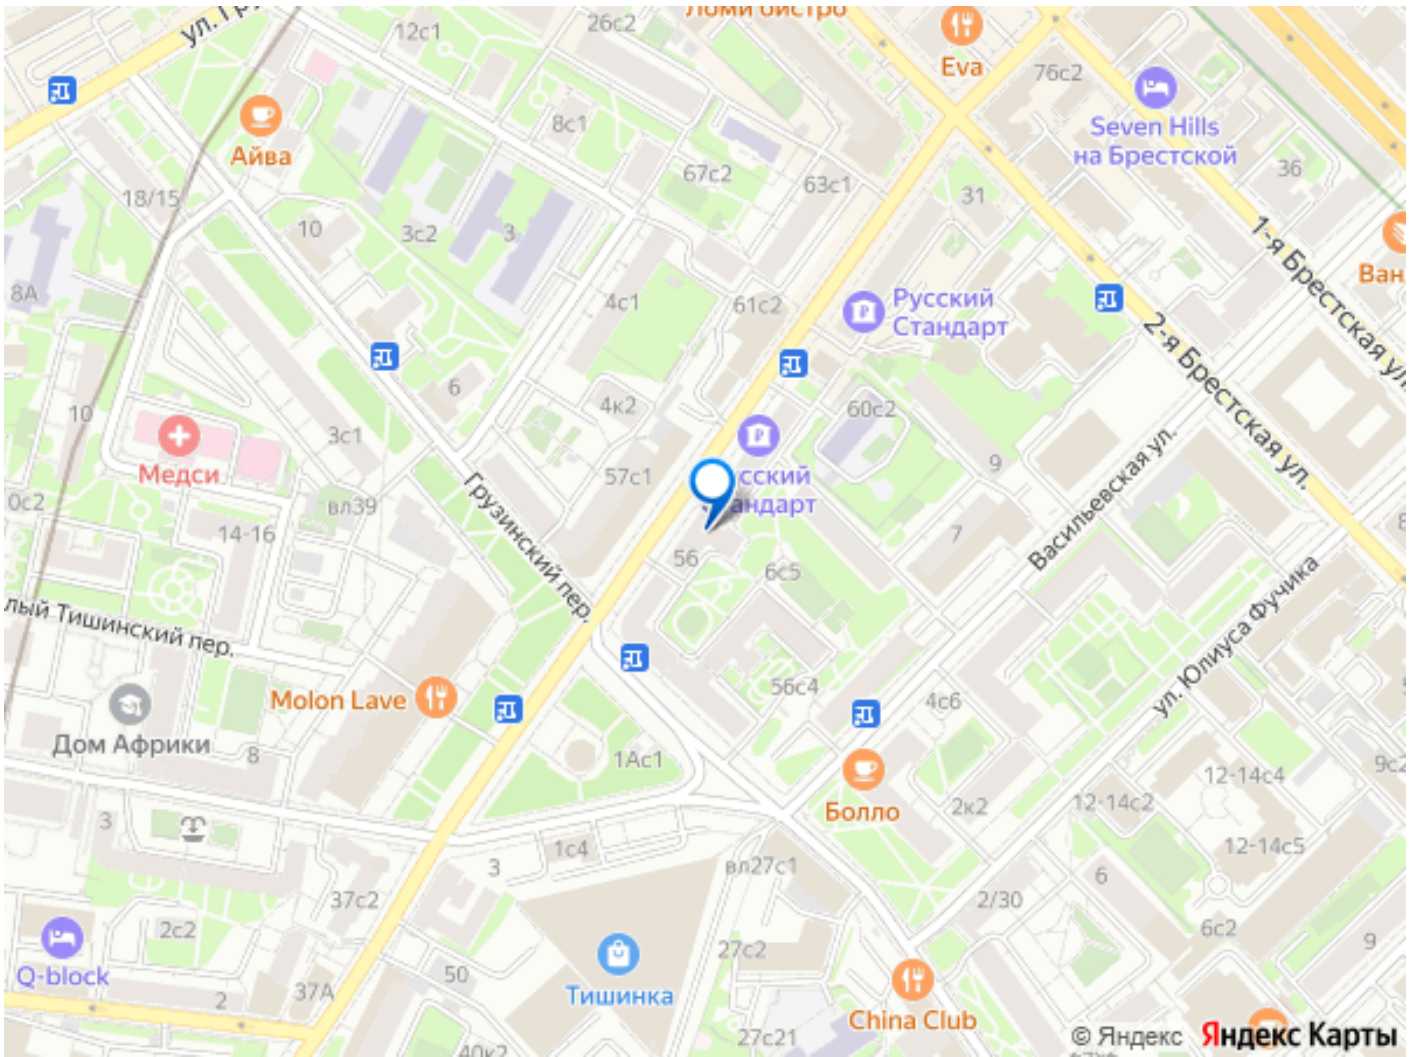 Ломи бистро
ул. Гру
12с1
26с2
Eva
76с2
Seven Hills
на Брестской
Айва
8с1
67с2
63с1
36
18/15
10
3с2
3
31
1-я Брестская ул.
Ван
8А
4с1
61с2
Русский
Стандарт
2-я Брестская ул.
6
10
4к2
60с2
3с1
Медси
57с1
сский
андарт
9
0с2
вл39
14-16
Грузинский пер.
56
6с5
7
Васильевская ул.
лый Тишинский пер.
ул. Юлиуса Фучика
Molon Lave
56с4
4с6
Дом Африки
8
1Ас1
12-14с4
9с2
Болло
2к2
12-14с2
3
1с4
3
вл27с1
12-14с5
37с2
6
2/30
2с2
27с2
6с2
9
Q-block
50
Тишинка
2
37А
China Club
27с21
40к2
© Яндекс Яндекс Карты